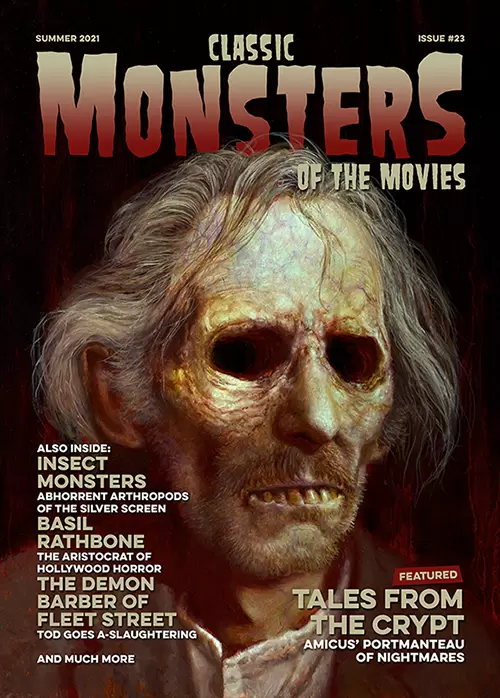 SUMMER 2021
ISSUE #23
CLASSIC
MONSTERS
OF THE MOVIES
ALSO INSIDE:
INSECT
MONSTERS
ABHORRENT ARTHROPODS
OF THE SILVER SCREEN
BASIL
RATHBONE
THE ARISTOCRAT OF
HOLLYWOOD HORROR
THE DEMON
BARBER OF
FLEET STREET
TOD GOES A-SLAUGHTERING
AND MUCH MORE
FEATURED
TALES FROM
THE CRYPT
AMICUS' PORTMANTEAU
OF NIGHTMARES